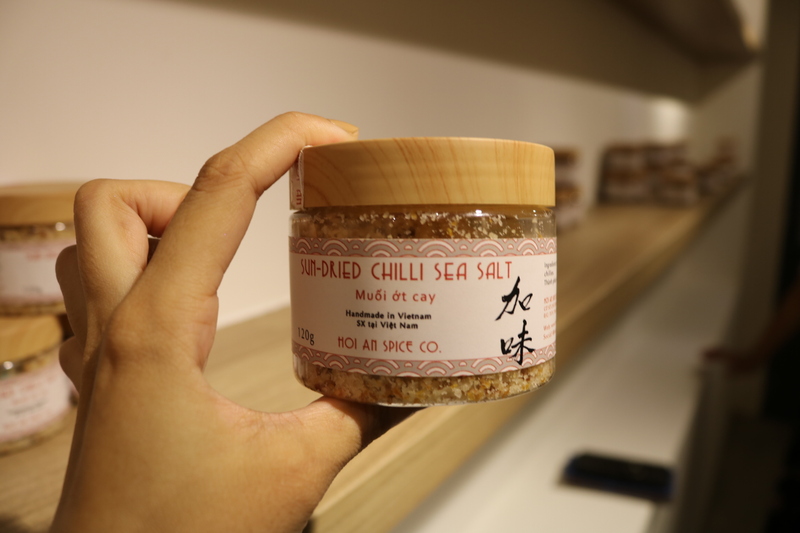 SUN-DRIED CHILLI SEA SALT
Muối ớt cay
Handmade in Vietnam
SX tại Việt Nam
120g
HOI AN SPICE CO.
加味